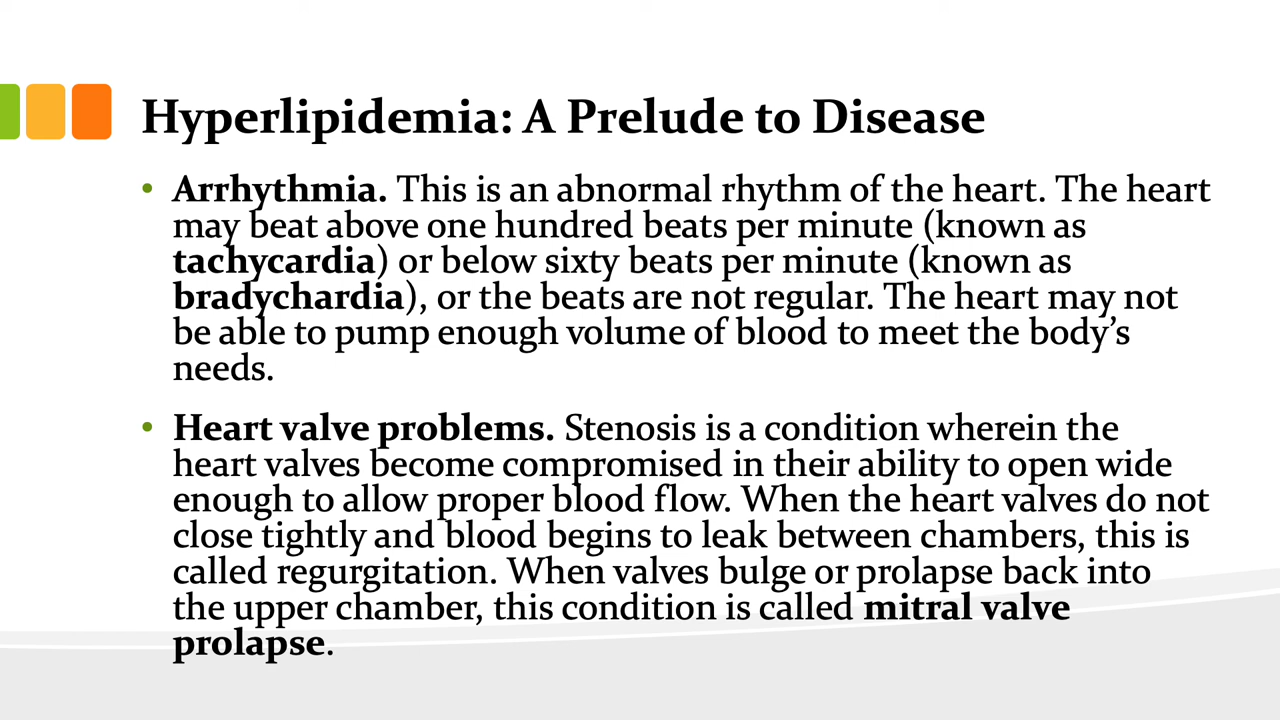 Hyperlipidemia: A Prelude to Disease
• Arrhythmia. This is an abnormal rhythm of the heart. The heart
may beat above one hundred beats per minute (known as
tachycardia) or below sixty beats per minute (known as
bradychardia), or the beats are not regular. The heart may not
be able to pump enough volume of blood to meet the body’s
needs.
• Heart valve problems. Stenosis is a condition wherein the
heart valves become compromised in their ability to open wide
enough to allow proper blood flow. When the heart valves do not
close tightly and blood begins to leak between chambers, this is
called regurgitation. When valves bulge or prolapse back into
the upper chamber, this condition is called mitral valve
prolapse.